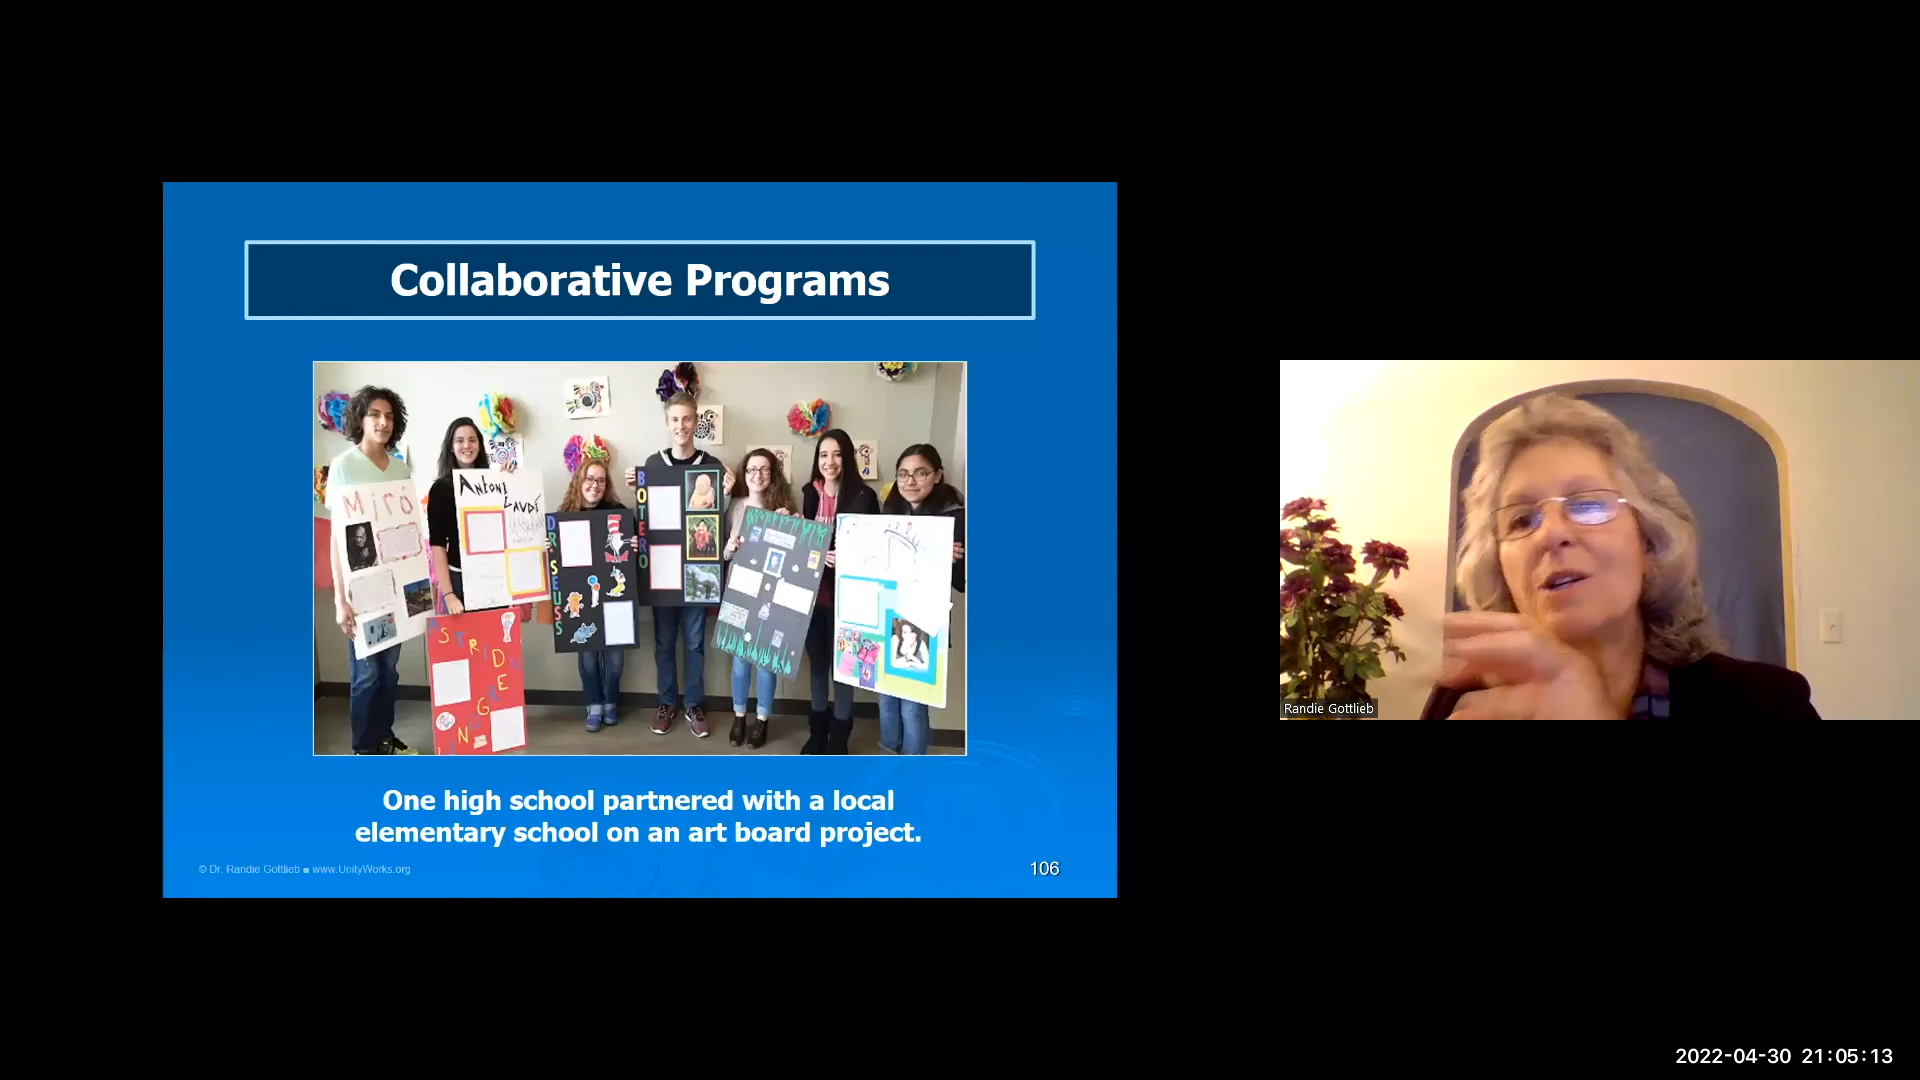 Collaborative Programs
Miró
ANTONI
GAUDÍ
DR. SEUSS
BOTERO
One high school partnered with a local
elementary school on an art board project.
© Dr. Randie Gottlieb ■ www.UnityWorks.org
106
Randie Gottlieb
2022-04-30 21:05:13